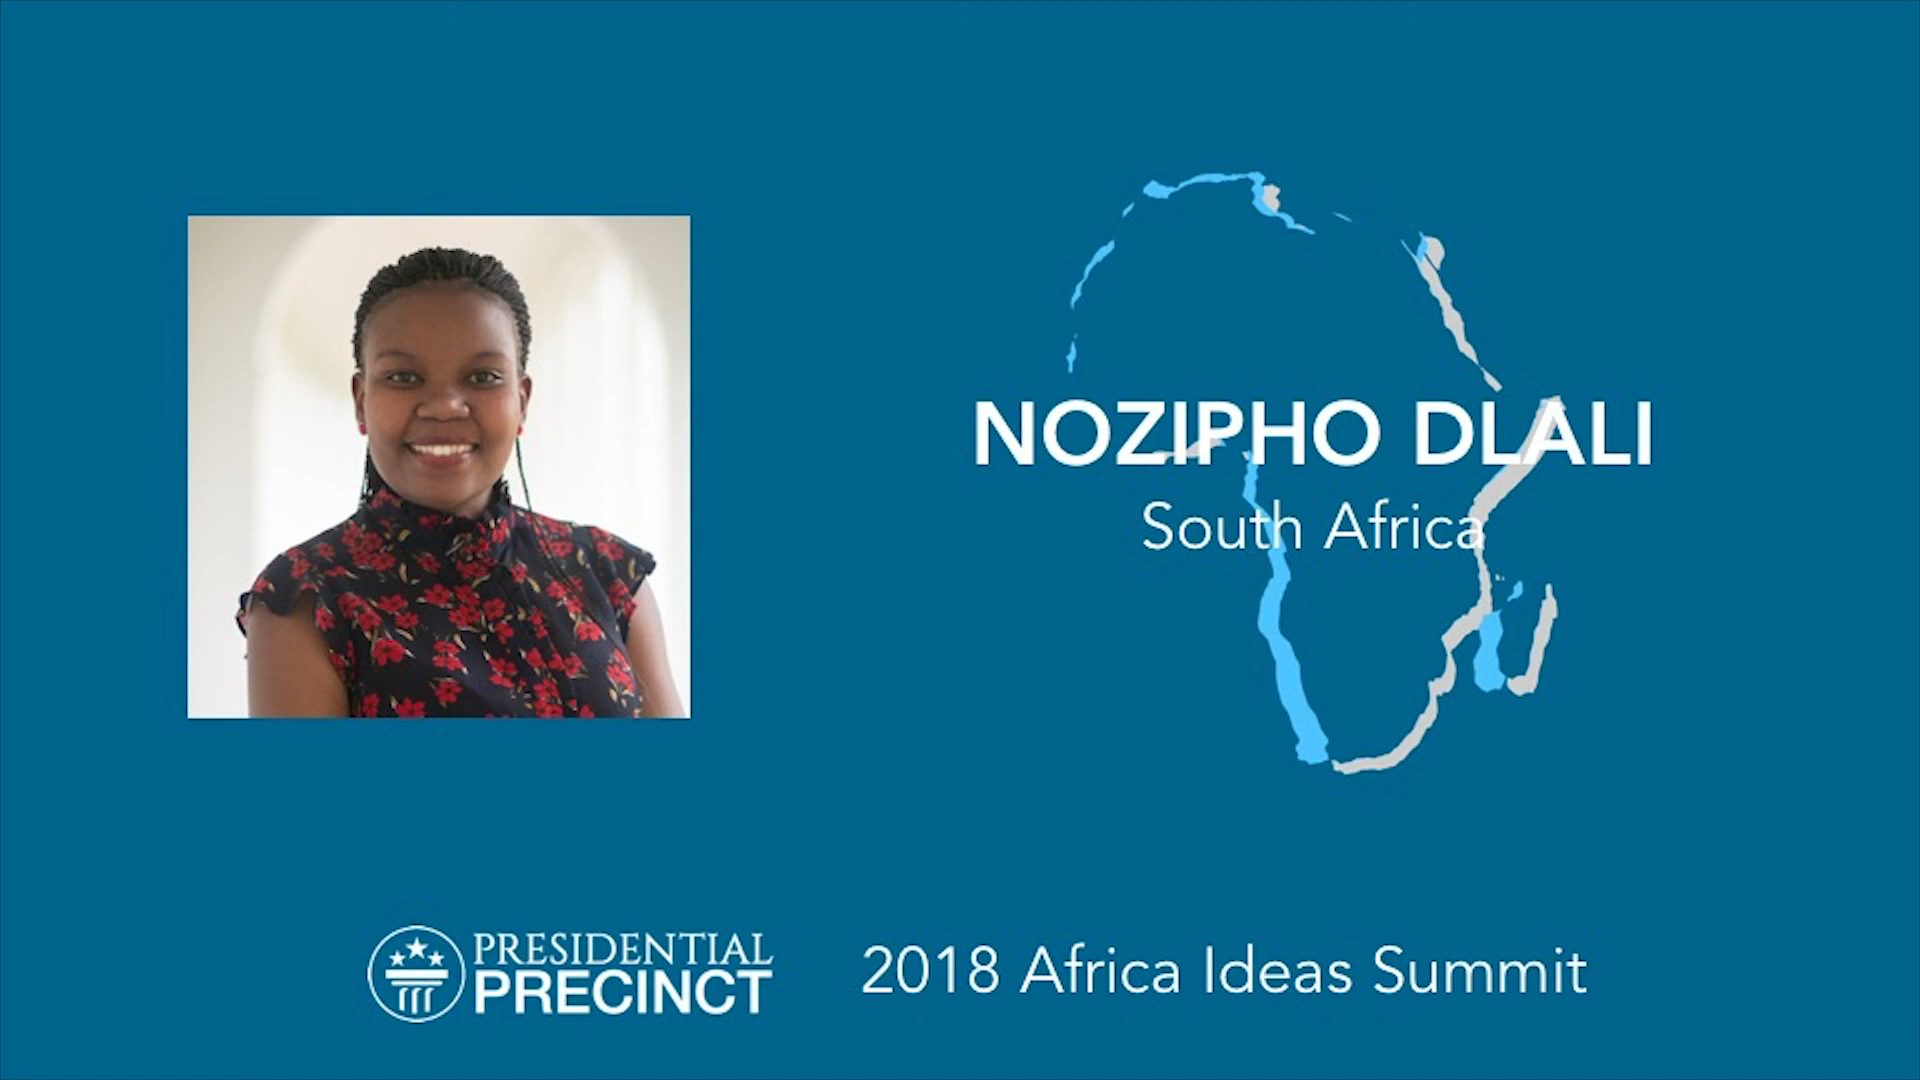 NOZIPHO DLALI
South Africa
PRESIDENTIAL
PRECINCT
2018 Africa Ideas Summit